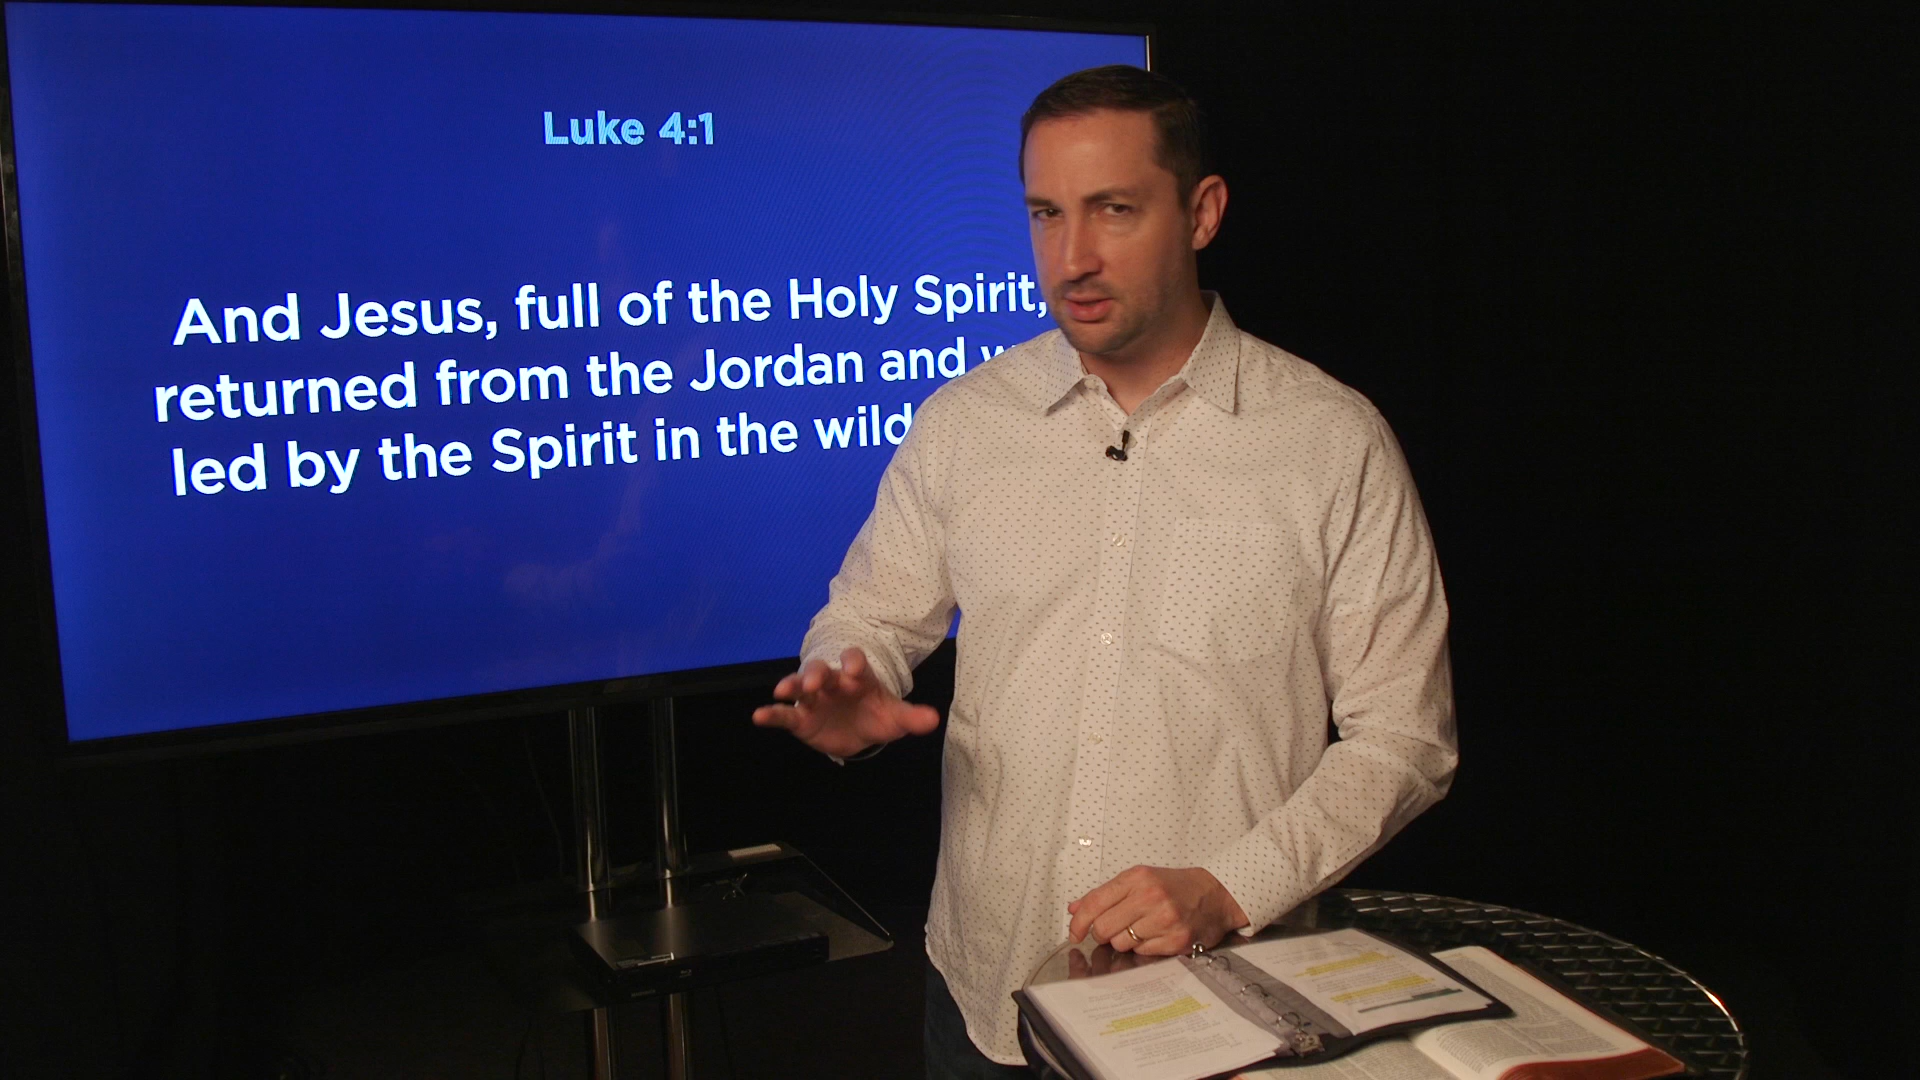 Luke 4:1
And Jesus, full of the Holy Spirit,
returned from the Jordan and
led by the Spirit in the